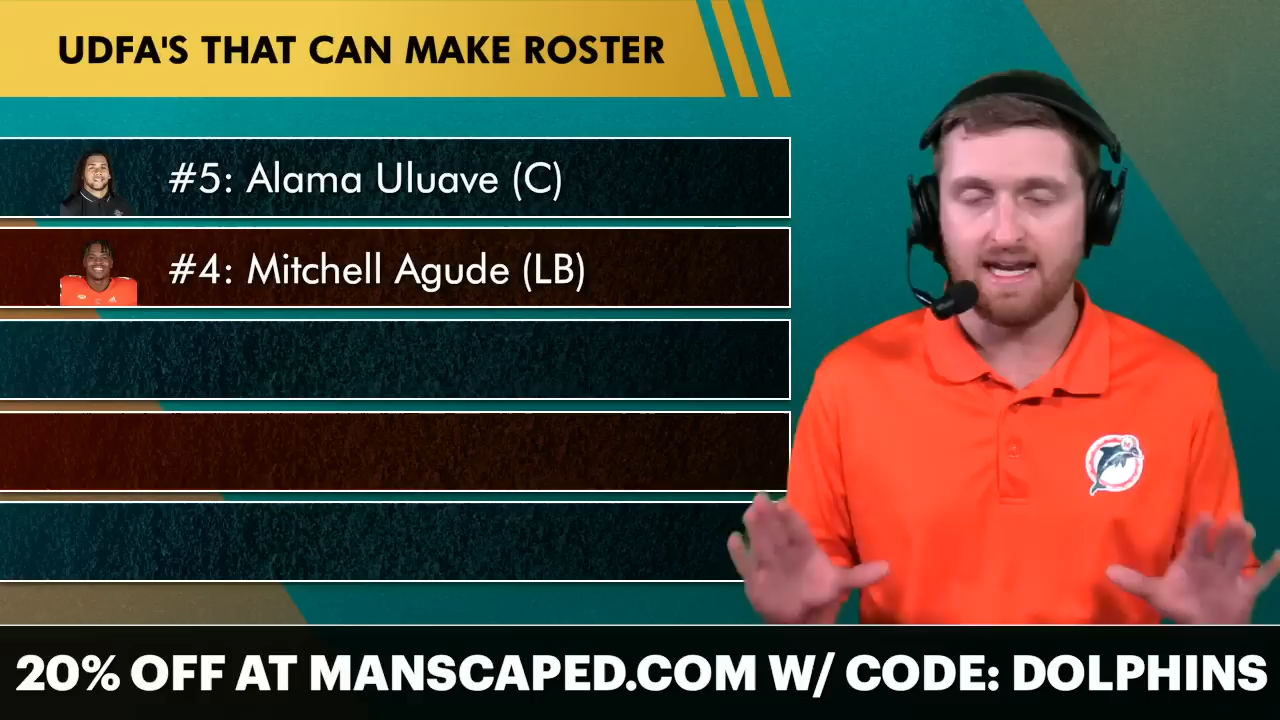 UDFA'S THAT CAN MAKE ROSTER
#5: Alama Uluave (C)
#4: Mitchell Agude (LB)
20% OFF AT MANSCAPED.COM W/ CODE: DOLPHINS